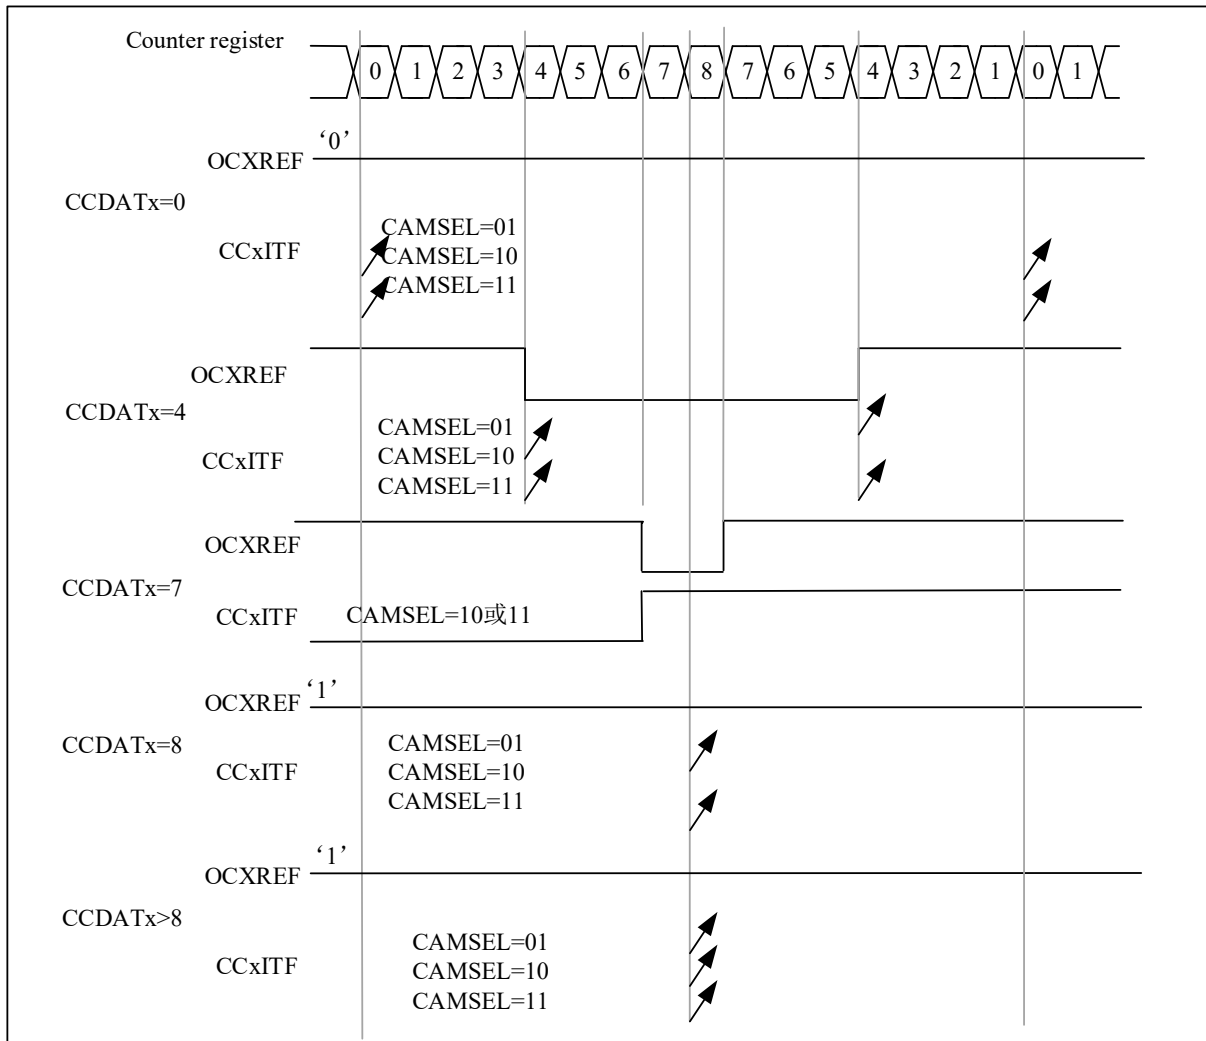 Counter register
0 1 2 3 4 5 6 7 8 7 6 5 4 3 2 1 0 1
‘0’
OCXREF
CCDATx=0
CAMSEL=01
CCxITF
CAMSEL=10
CAMSEL=11
OCXREF
CCDATx=4
CAMSEL=01
CCxITF
CAMSEL=10
CAMSEL=11
OCXREF
CCDATx=7
CCxITF
CAMSEL=10或11
‘1’
OCXREF
CCDATx=8
CAMSEL=01
CCxITF
CAMSEL=10
CAMSEL=11
‘1’
OCXREF
CCDATx>8
CAMSEL=01
CCxITF
CAMSEL=10
CAMSEL=11